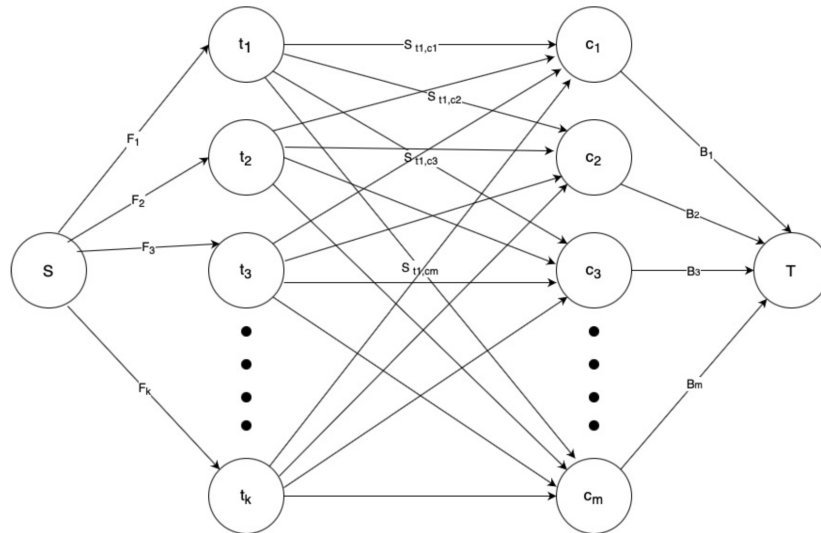 t1
S t1,c1
c1
F1
S t1,c2
B1
t2
S t1,c3
c2
F2
B2
F3
S
t3
S t1,cm
c3
B3
T
Fk
Bm
tk
cm